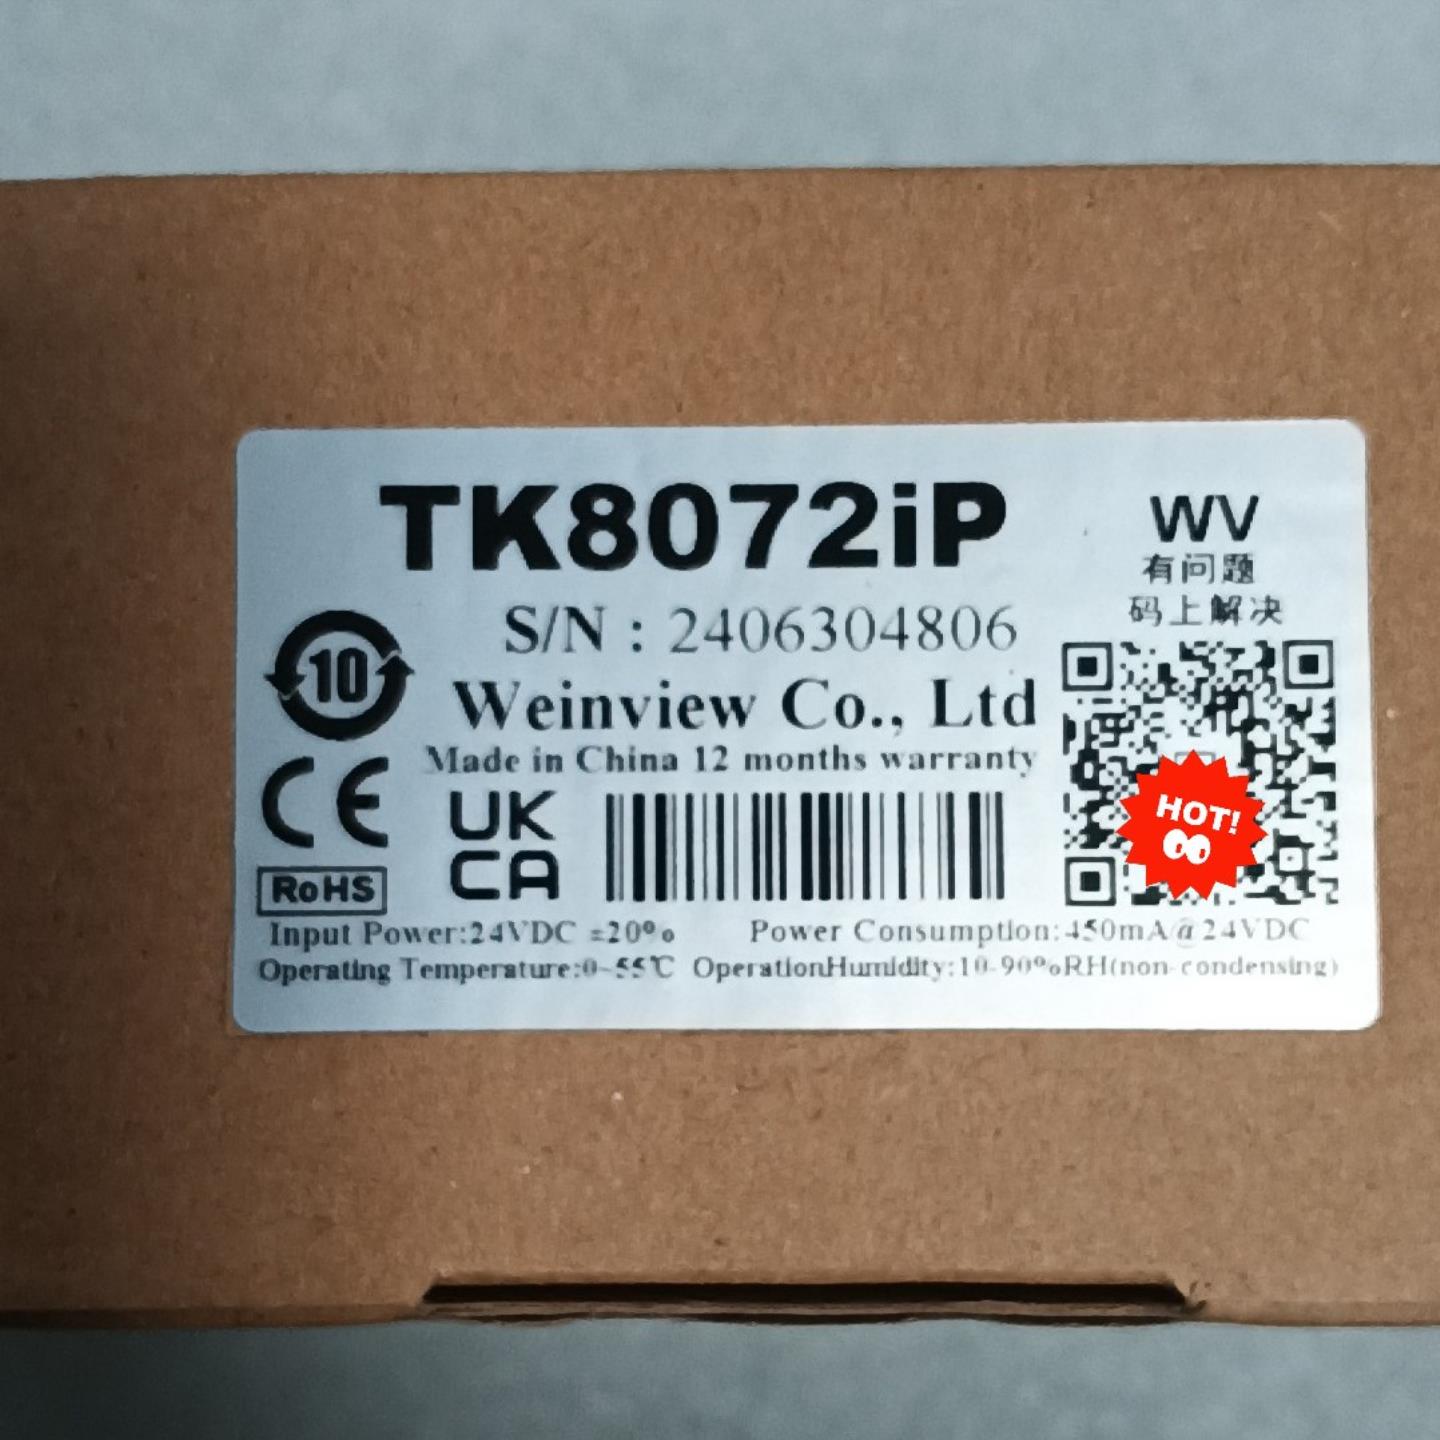 TK8072iP
WV
有问题
码上解决
S/N : 2406304806
10
Weinview Co., Ltd
Made in China 12 months warranty
CE
UK
CA
RoHS
HOT!
Input Power:24VDC ±20% Power Consumption:450mA@24VDC
Operating Temperature:0~55℃ OperationHumidity:10-90%RH(non-condensing)